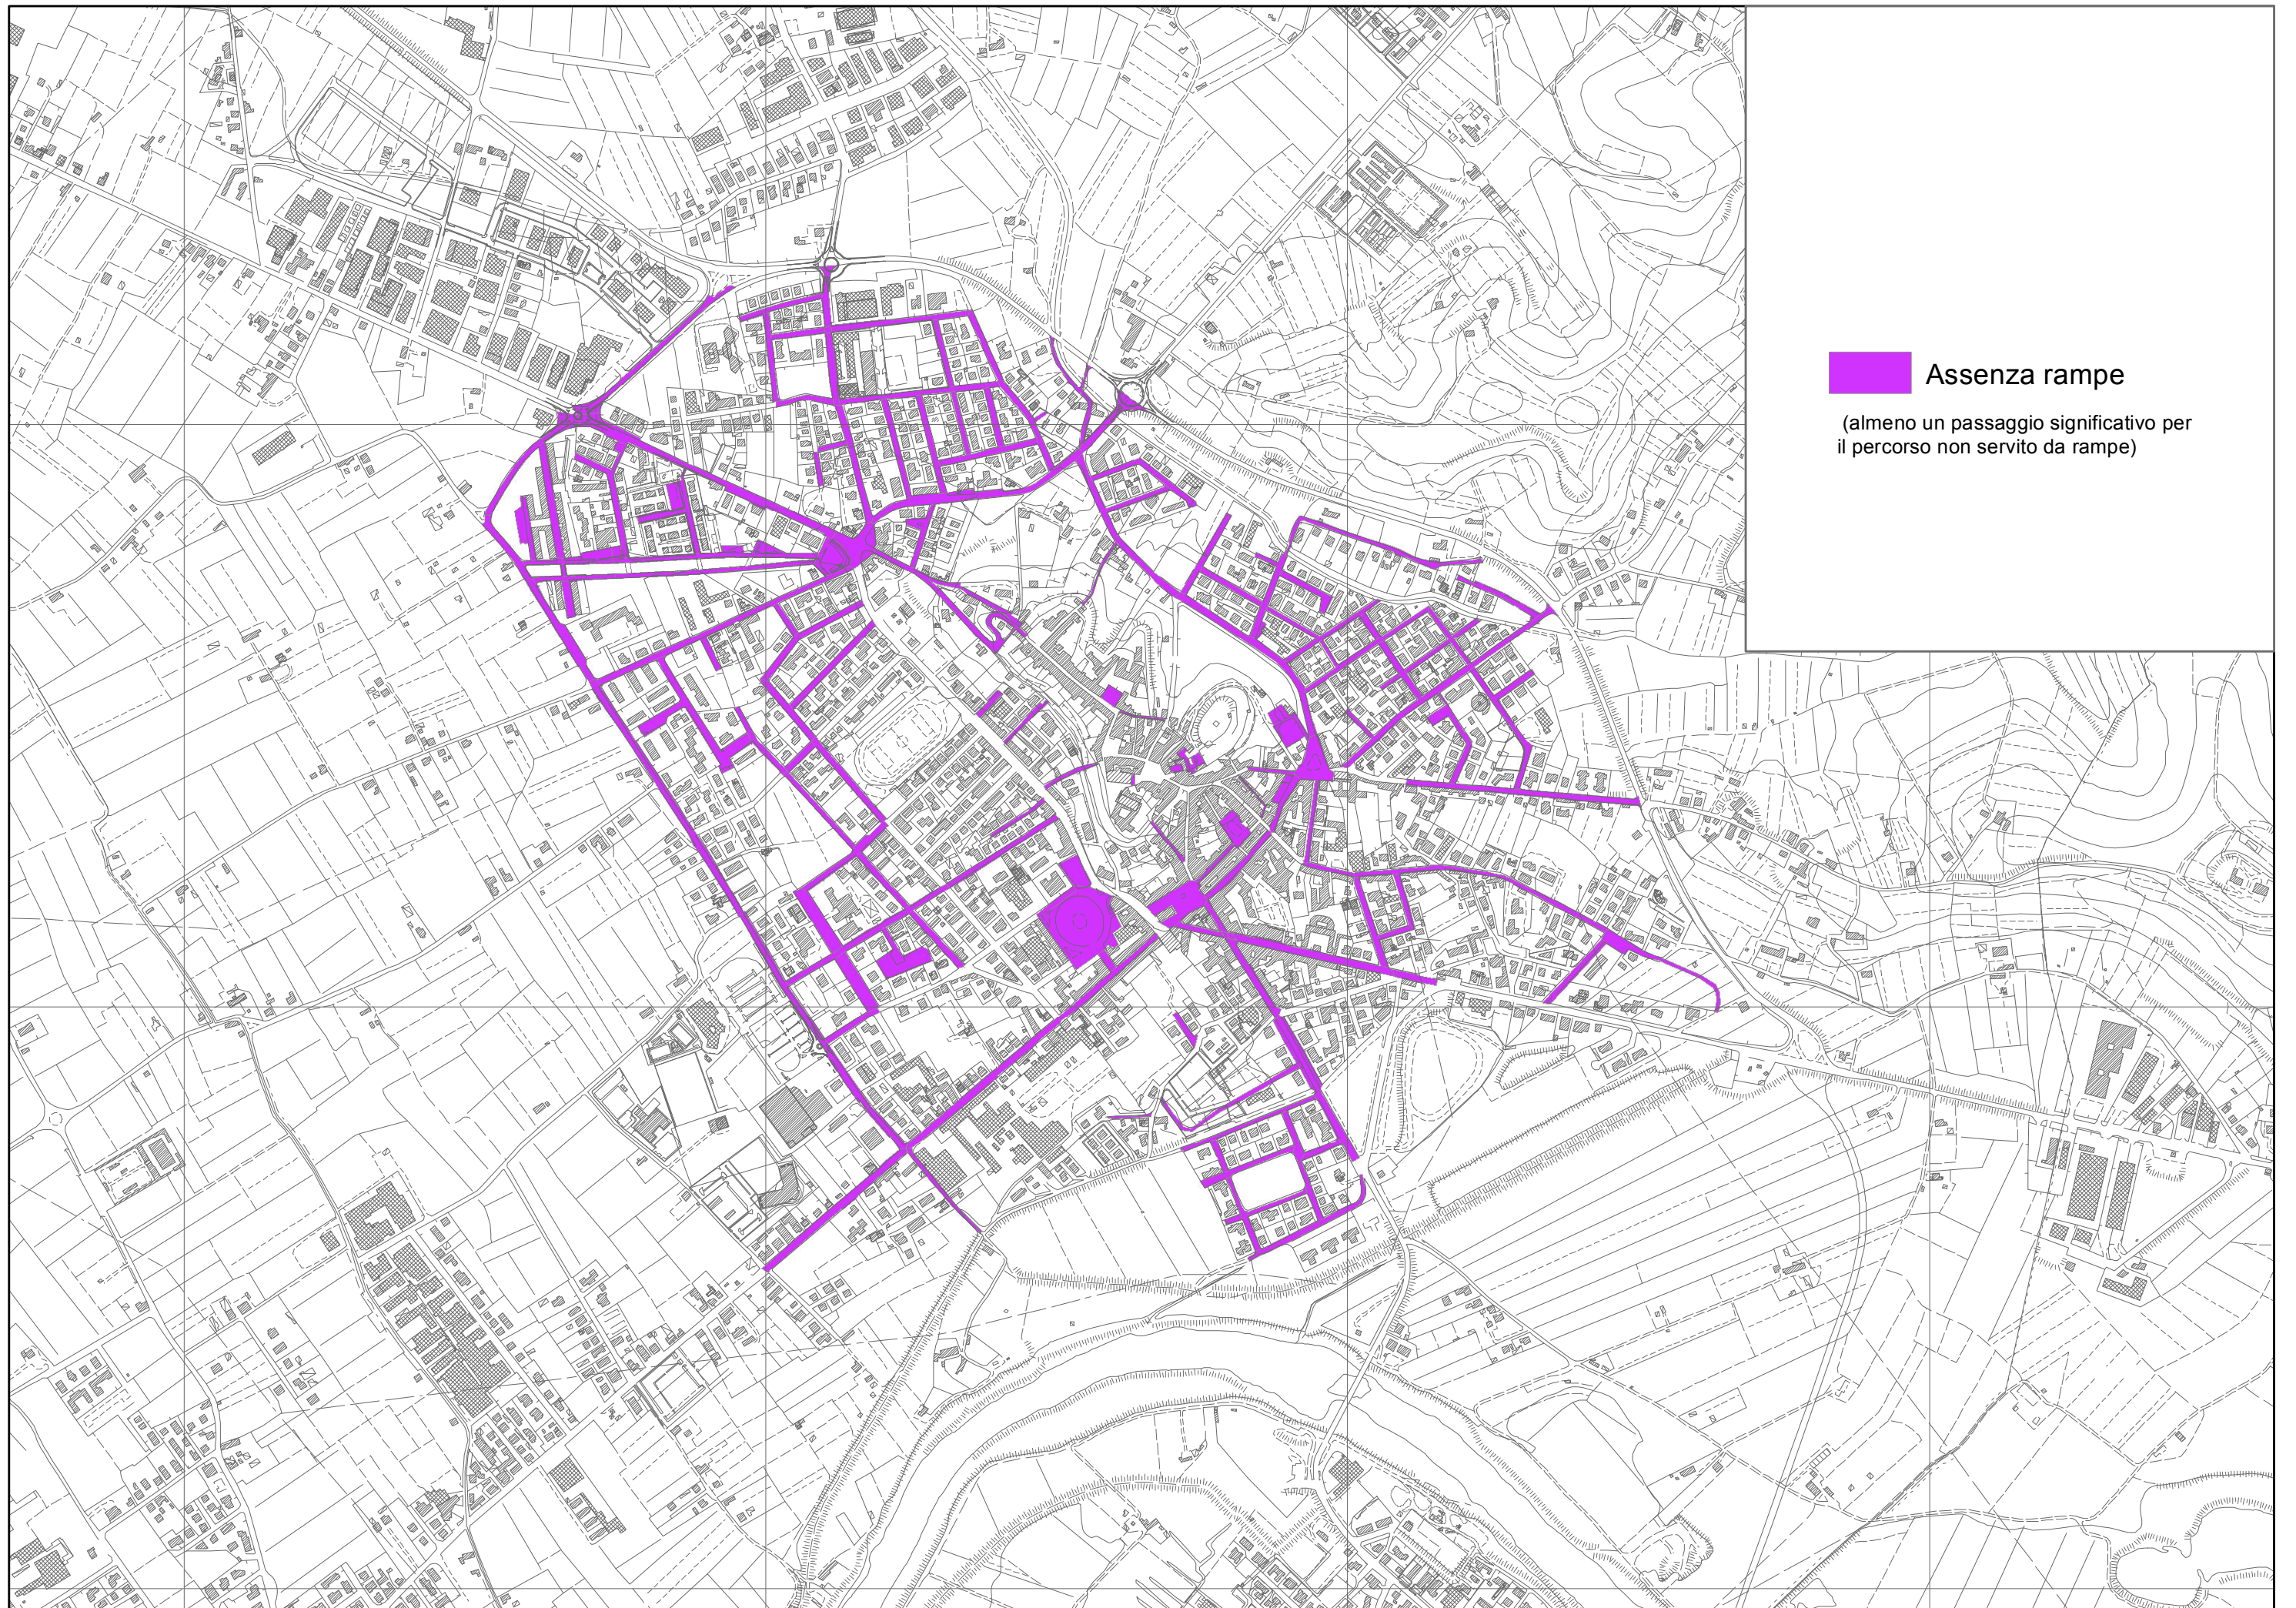 Assenza rampe
(almeno un passaggio significativo per
il percorso non servito da rampe)